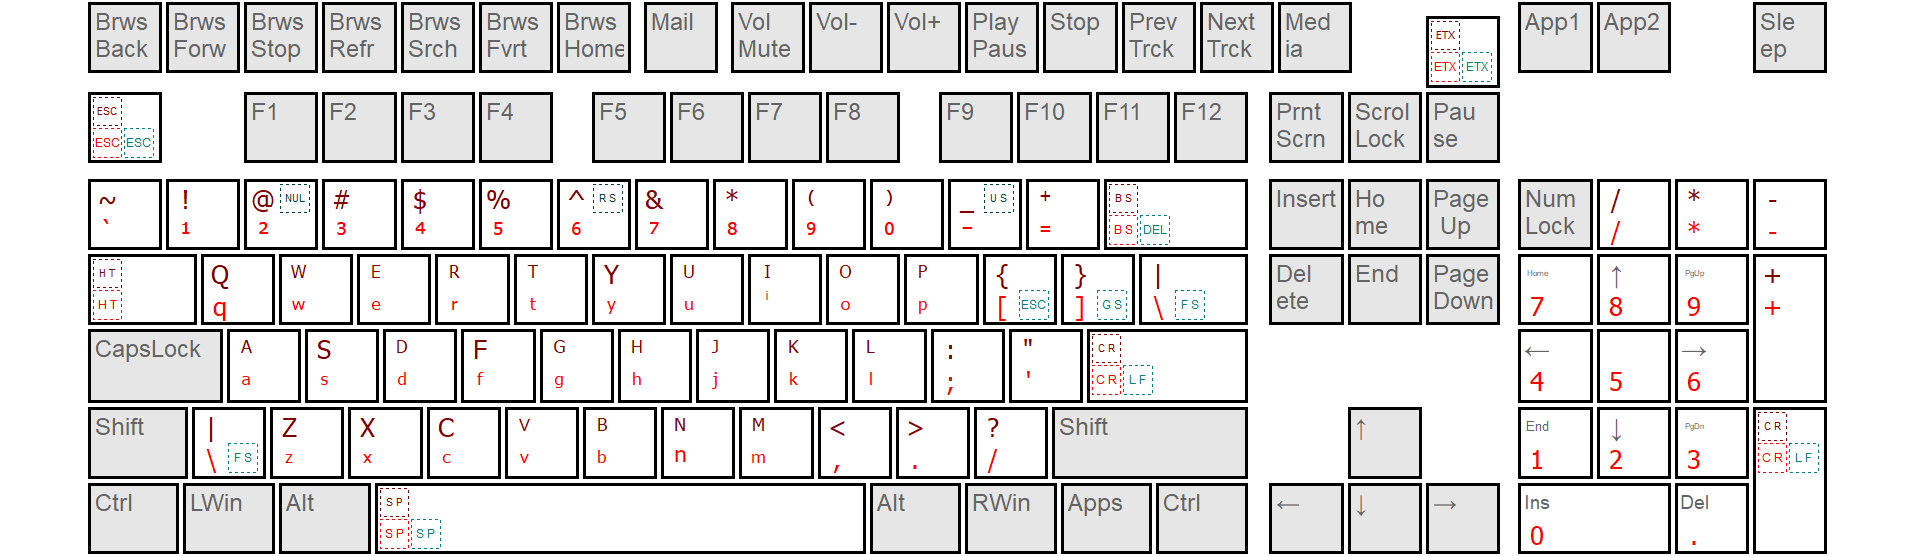 Brws Brws Brws Brws Brws Brws Brws Mail Vol Vol- Vol+ Play Stop Prev Next Med ETX App1 App2 Sle
Back Forw Stop Refr Srch Fvrt Home Mute Paus Trck Trck ia ETX ETX ep
ESC F1 F2 F3 F4 F5 F6 F7 F8 F9 F10 F11 F12 Prnt Scrol Pau
ESC ESC Scrn Lock se
~ ! @ NUL # $ % ^ RS & * ( ) _ US + BS Insert Ho Page Num / * -
` 1 2 3 4 5 6 7 8 9 0 - = BS DEL me Up Lock / * -
HT Q W E R T Y U I O P { } | Del End Page Home ↑ PgUp +
HT q w e r t y u i o p [ ESC ] GS \ FS ete Down 7 8 9 +
CapsLock A S D F G H J K L : " CR ← →
a s d f g h j k l ; ' CR LF 4 5 6
Shift | Z X C V B N M < > ? Shift ↑ End ↓ PgDn CR
\ FS z x c v b n m , . / 1 2 3 CR LF
Ctrl LWin Alt SP Alt RWin Apps Ctrl ← ↓ → Ins Del
SP SP 0 .